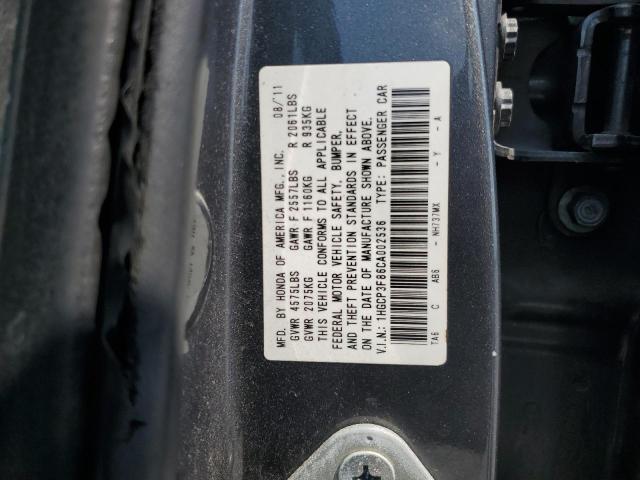 MFD. BY HONDA OF AMERICA MFG., INC. 08/'11
GVWR 4575LBS GAWR F 2557LBS R 2061LBS
GVWR 2075KG GAWR F 1160KG R 935KG
THIS VEHICLE CONFORMS TO ALL APPLICABLE
FEDERAL MOTOR VEHICLE SAFETY, BUMPER,
AND THEFT PREVENTION STANDARDS IN EFFECT
ON THE DATE OF MANUFACTURE SHOWN ABOVE.
V.I.N.: 1HGCP3F86CA002536 TYPE: PASSENGER CAR
TA6 C AB6 - NH737MX - Y - A